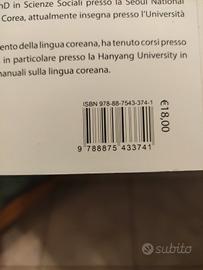 nD in Scienze Sociali presso la Seoul National
Corea, attualmente insegna presso l'Università
ento della lingua coreana, ha tenuto corsi presso
in particolare presso la Hanyang University in
manuali sulla lingua coreana.
ISBN 978-88-7543-374-1
€18,00
9 788875 433741
subito